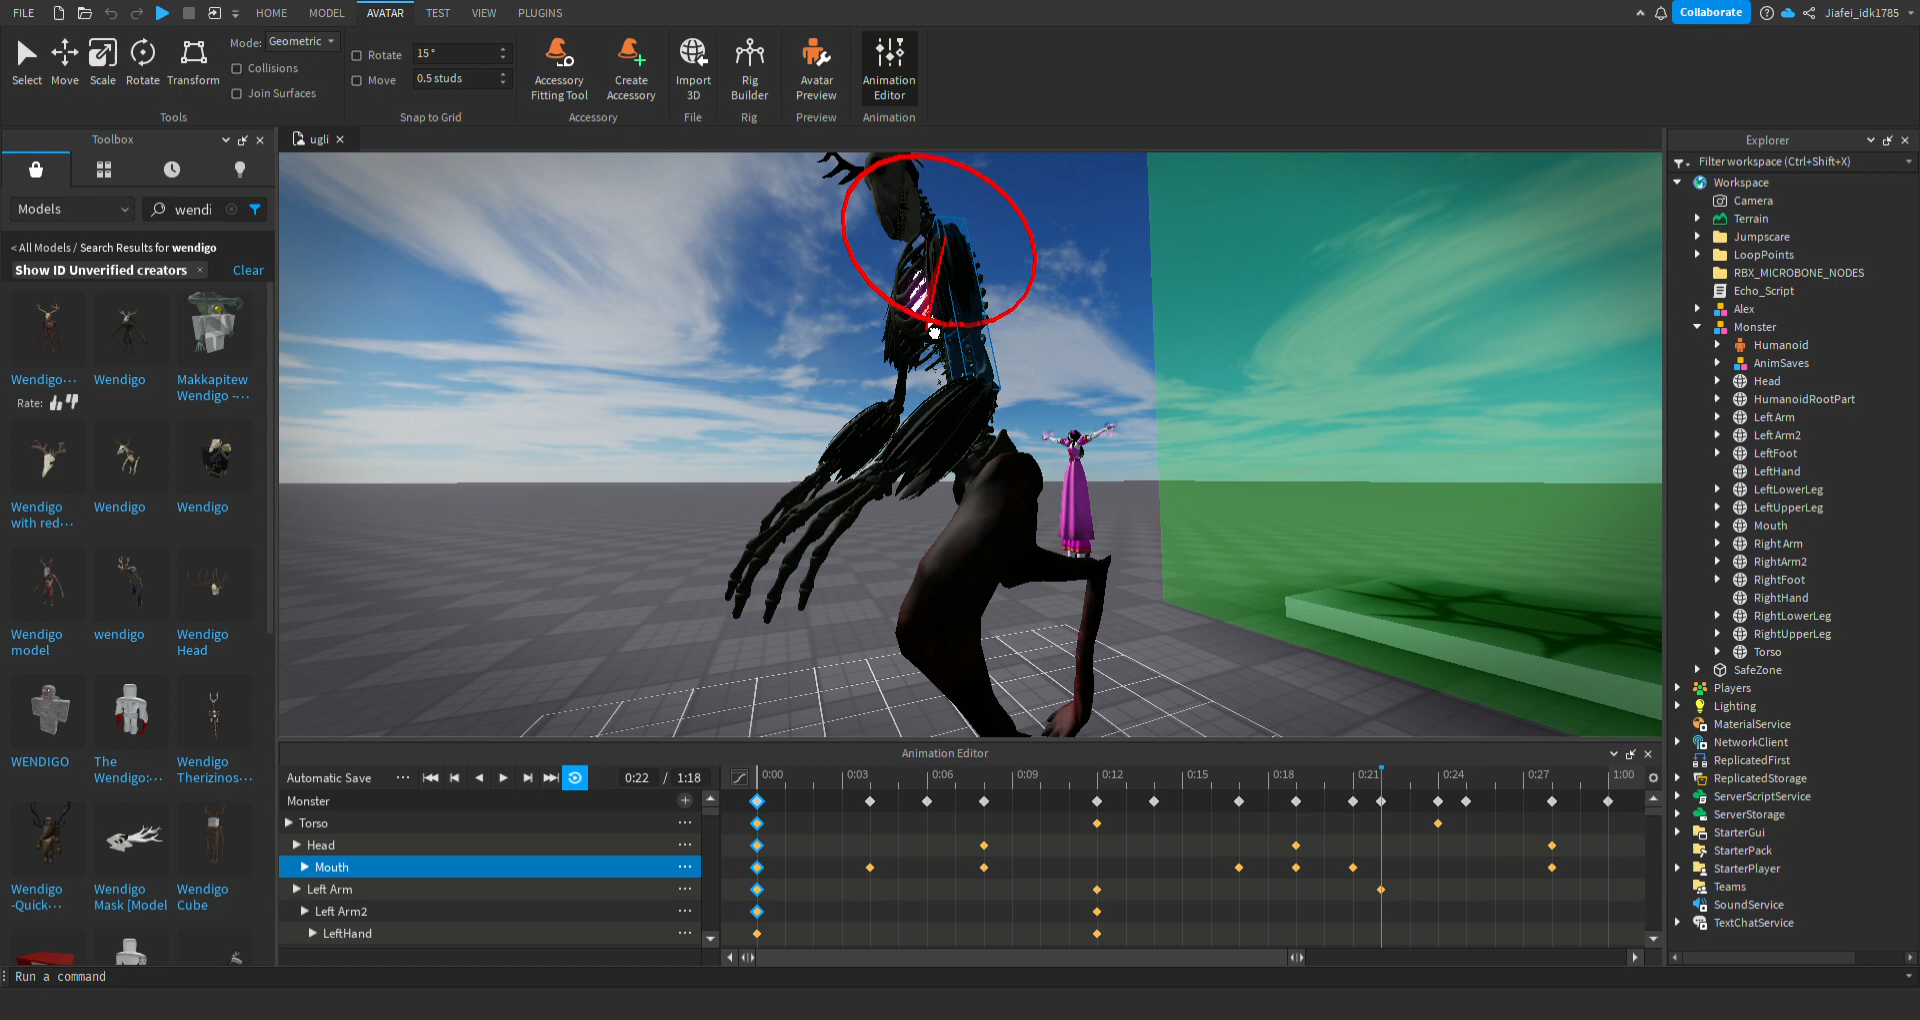 FILE HOME MODEL AVATAR TEST VIEW PLUGINS Collaborate Jiafei_idk1785
Select Move Scale Rotate Transform
Mode: Geometric
Collisions
Join Surfaces
Tools
Rotate 15°
Move 0.5 studs
Snap to Grid
Accessory Fitting Tool
Create Accessory
Accessory
Import 3D
File
Rig Builder
Rig
Avatar Preview
Preview
Animation Editor
Animation
Toolbox
Models wendi
< All Models / Search Results for wendigo
Show ID Unverified creators × Clear
Wendigo... Wendigo Makkapitew Wendigo -...
Rate:
Wendigo with red... Wendigo Wendigo
Wendigo model wendigo Wendigo Head
WENDIGO The Wendigo:... Wendigo Therizinos...
Wendigo -Quick... Wendigo Mask [Model Wendigo Cube
ugli
Animation Editor
Automatic Save ... 0:22 / 1:18
0:00 0:03 0:06 0:09 0:12 0:15 0:18 0:21 0:24 0:27 1:00
Monster
Torso
Head
Mouth
Left Arm
Left Arm2
LeftHand
Explorer
Filter workspace (Ctrl+Shift+X)
Workspace
Camera
Terrain
Jumpscare
LoopPoints
RBX_MICROBONE_NODES
Echo_Script
Alex
Monster
Humanoid
AnimSaves
Head
HumanoidRootPart
Left Arm
Left Arm2
LeftFoot
LeftHand
LeftLowerLeg
LeftUpperLeg
Mouth
Right Arm
RightArm2
RightFoot
RightHand
RightLowerLeg
RightUpperLeg
Torso
SafeZone
Players
Lighting
MaterialService
NetworkClient
ReplicatedFirst
ReplicatedStorage
ServerScriptService
ServerStorage
StarterGui
StarterPack
StarterPlayer
Teams
SoundService
TextChatService
Run a command